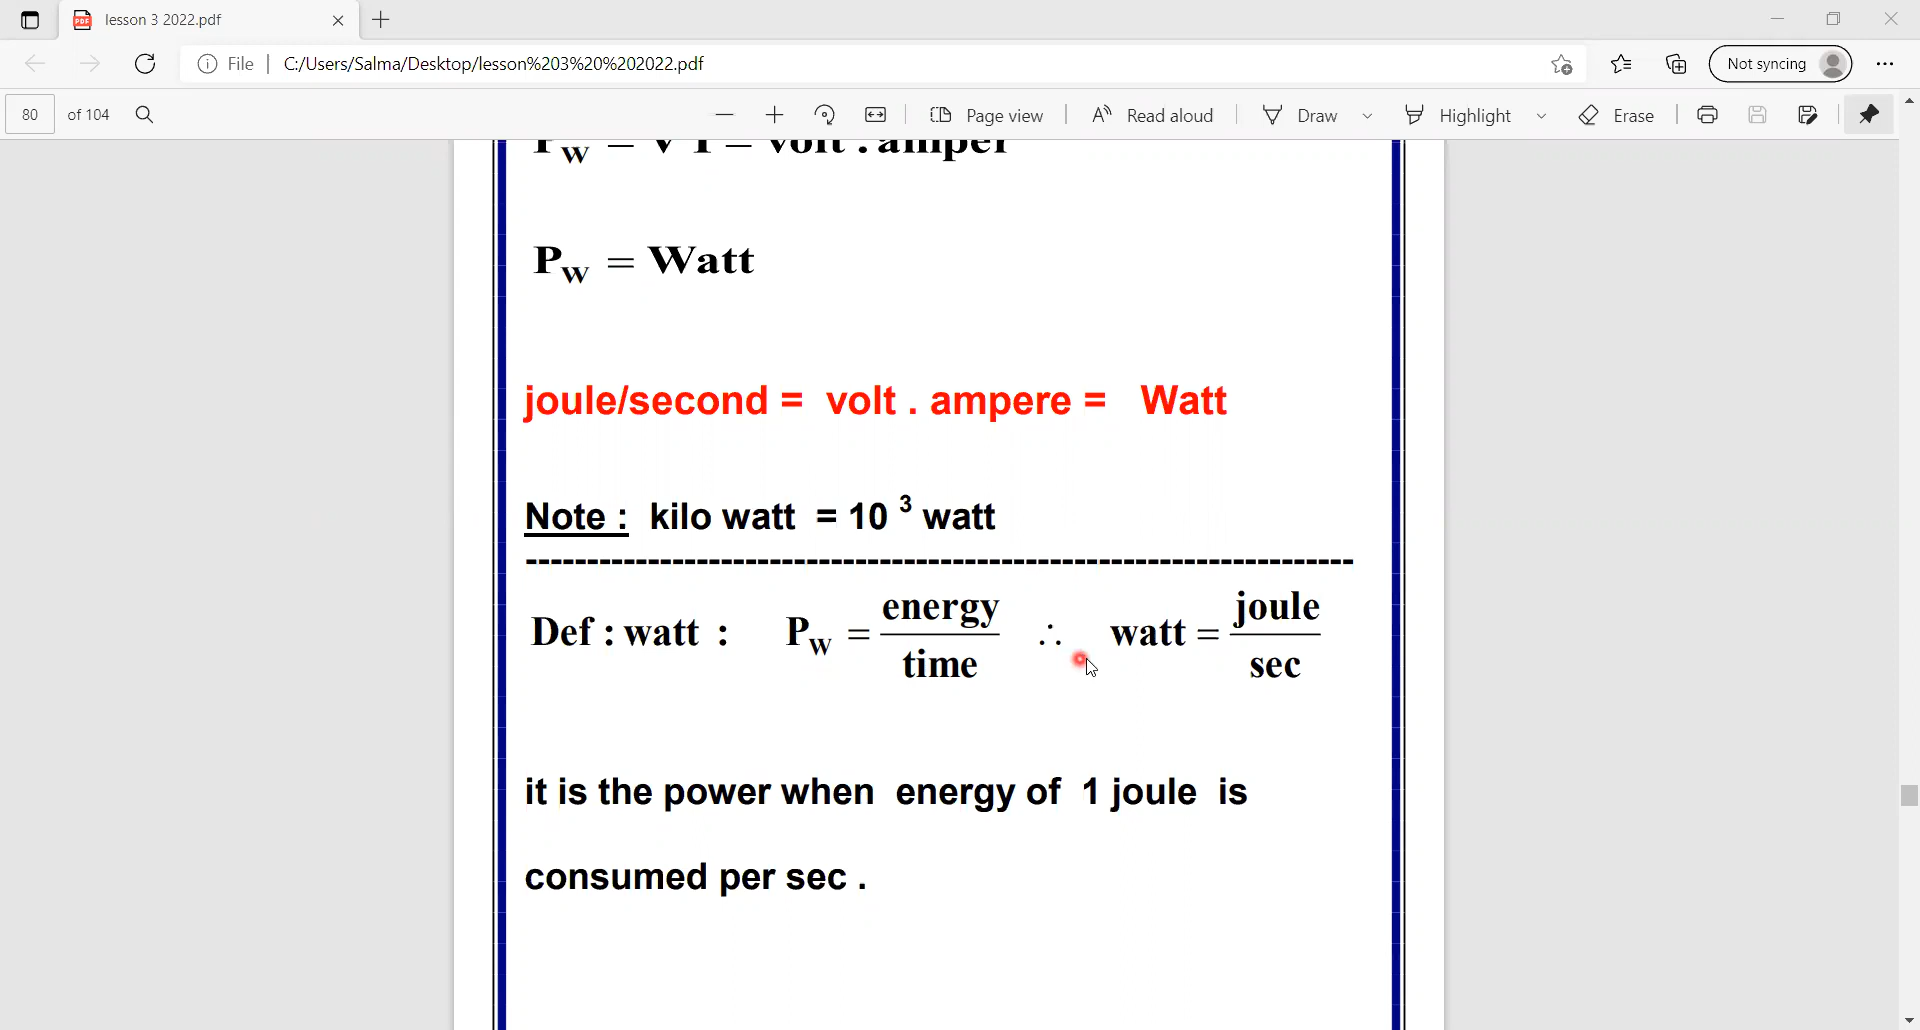 lesson 3 2022.pdf
File | C:/Users/Salma/Desktop/lesson%203%20%202022.pdf
Not syncing
80 of 104
Page view
Read aloud
Draw
Highlight
Erase
P_W = V I = volt . amper
P_W = Watt
joule/second = volt . ampere = Watt
Note : kilo watt = 10 ³ watt
Def : watt : P_W = energy / time ∴ watt = joule / sec
it is the power when energy of 1 joule is
consumed per sec .